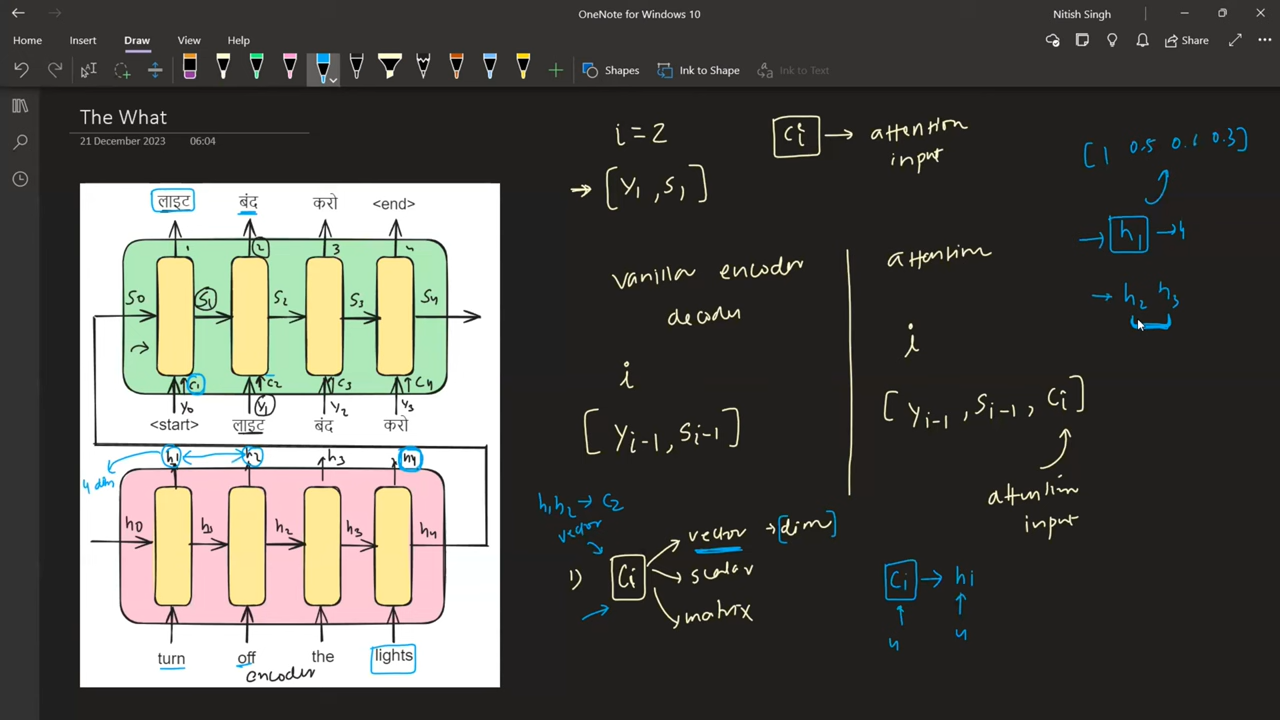 OneNote for Windows 10
Nitish Singh
Home Insert Draw View Help
Share
Shapes
Ink to Shape
Ink to Text
The What
21 December 2023 06:04
लाइट बंद करो <end>
1 2 3 4
S0 S1 S2 S3 S4
C1 C2 C3 C4
y0 y1 y2 y3
<start> लाइट बंद करो
h1 h2 h3 h4
4 dim
h0 h1 h2 h3 h4
turn off the lights
encoder
i = 2
[y1, S1]
Ci → attention
input
[1 0.5 0.1 0.3]
→ h1 → 4
→ h2 h3
vanilla encoder
decoder
i
[yi-1, Si-1]
attention
i
[yi-1, Si-1, Ci]
attention
input
h1 h2 → C2
vector
1) Ci
vector → [dim]
scalar
matrix
Ci → hi
4 4